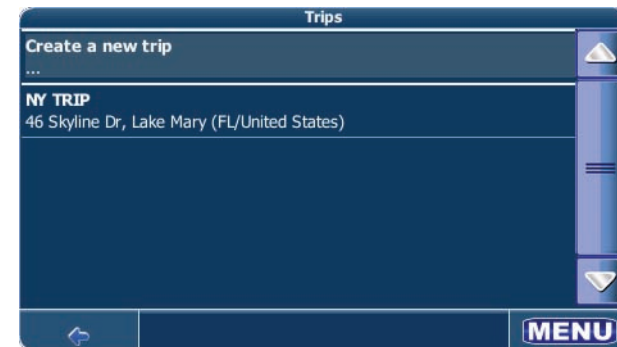 Trips
Create a new trip
...
NY TRIP
46 Skyline Dr, Lake Mary (FL/United States)
MENU